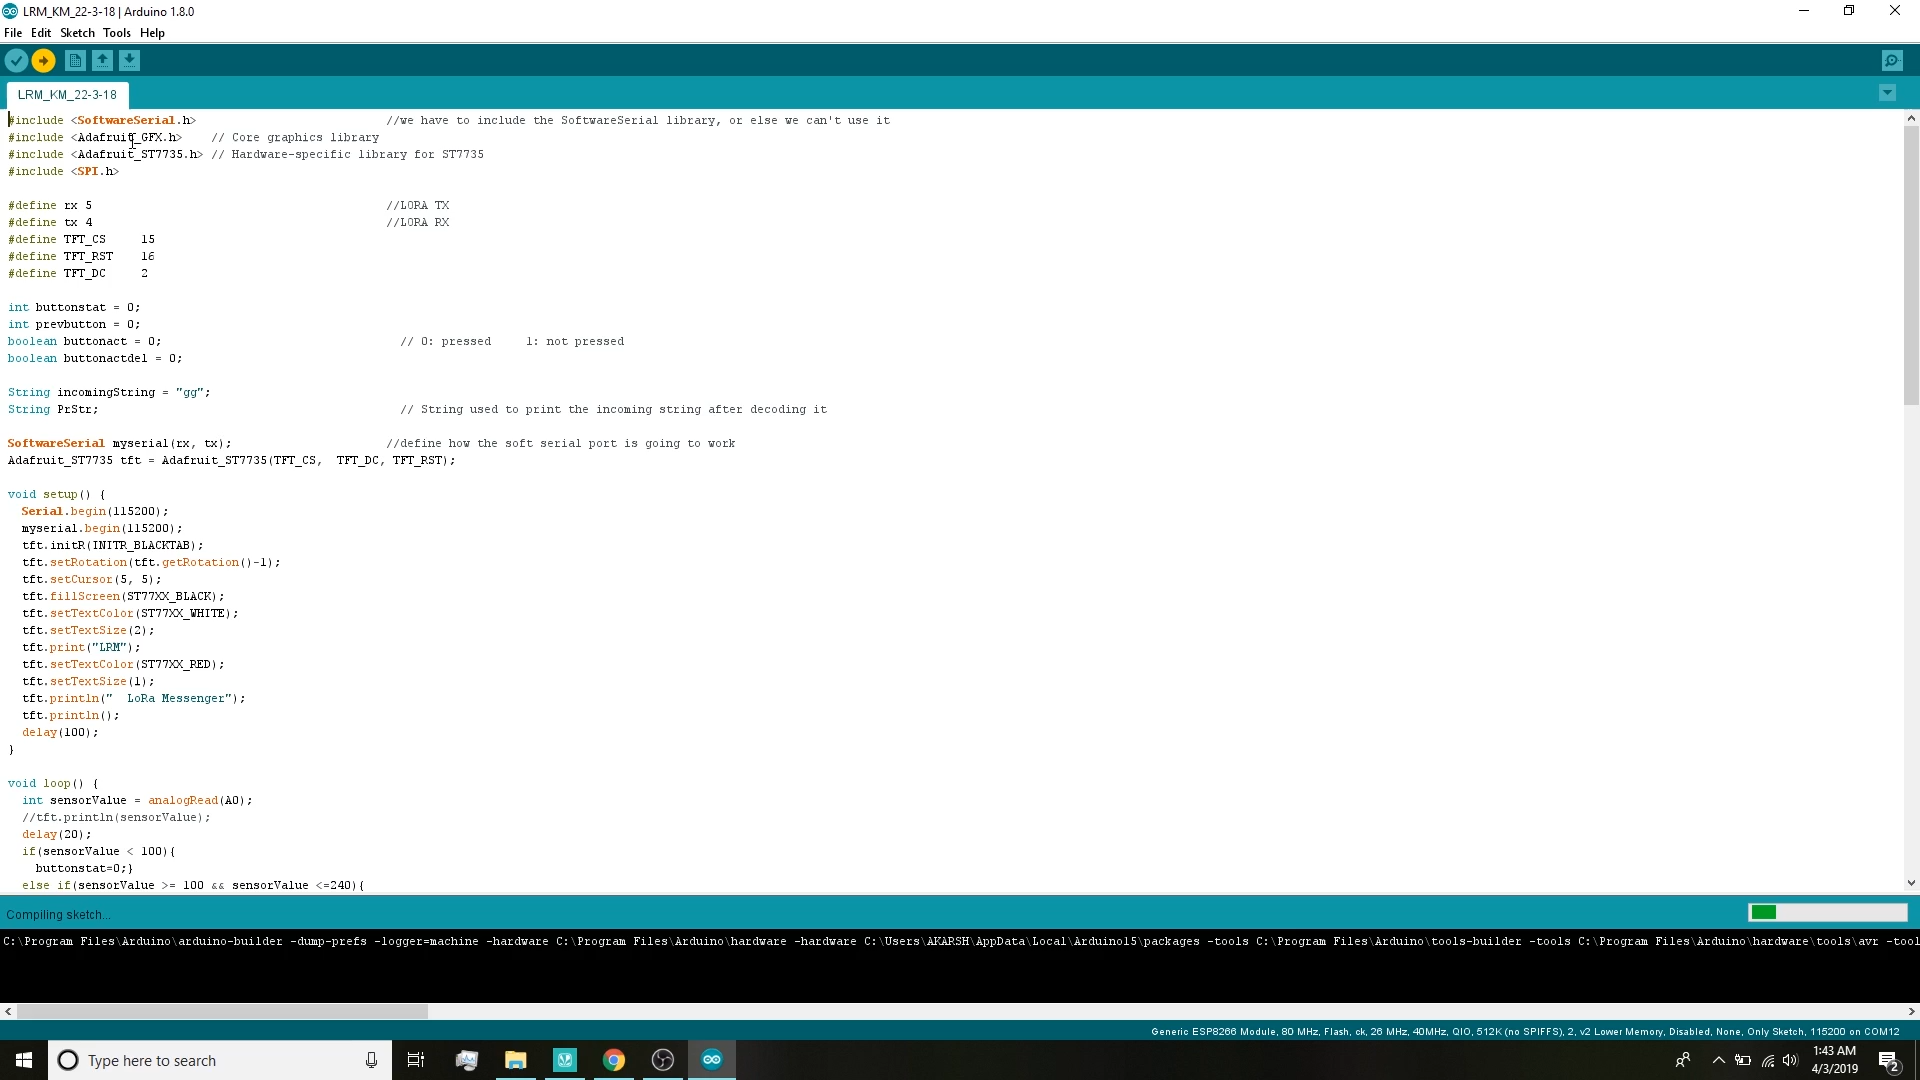 LRM_KM_22-3-18 | Arduino 1.8.0
File Edit Sketch Tools Help
LRM_KM_22-3-18
#include <SoftwareSerial.h> //we have to include the SoftwareSerial library, or else we can't use it
#include <Adafruit_GFX.h> // Core graphics library
#include <Adafruit_ST7735.h> // Hardware-specific library for ST7735
#include <SPI.h>
#define rx 5 //LORA TX
#define tx 4 //LORA RX
#define TFT_CS 15
#define TFT_RST 16
#define TFT_DC 2
int buttonstat = 0;
int prevbutton = 0;
boolean buttonact = 0; // 0: pressed 1: not pressed
boolean buttonactdel = 0;
String incomingString = "gg";
String PrStr; // String used to print the incoming string after decoding it
SoftwareSerial myserial(rx, tx); //define how the soft serial port is going to work
Adafruit_ST7735 tft = Adafruit_ST7735(TFT_CS, TFT_DC, TFT_RST);
void setup() {
Serial.begin(115200);
myserial.begin(115200);
tft.initR(INITR_BLACKTAB);
tft.setRotation(tft.getRotation()-1);
tft.setCursor(5, 5);
tft.fillScreen(ST77XX_BLACK);
tft.setTextColor(ST77XX_WHITE);
tft.setTextSize(2);
tft.print("LRM");
tft.setTextColor(ST77XX_RED);
tft.setTextSize(1);
tft.println("  LoRa Messenger");
tft.println();
delay(100);
}
void loop() {
int sensorValue = analogRead(A0);
//tft.println(sensorValue);
delay(20);
if(sensorValue < 100){
buttonstat=0;}
else if(sensorValue >= 100 && sensorValue <=240){
Compiling sketch...
C:\Program Files\Arduino\arduino-builder -dump-prefs -logger=machine -hardware C:\Program Files\Arduino\hardware -hardware C:\Users\AKARSH\AppData\Local\Arduino15\packages -tools C:\Program Files\Arduino\tools-builder -tools C:\Program Files\Arduino\hardware\tools\avr -tool
Generic ESP8266 Module, 80 MHz, Flash, ck, 26 MHz, 40MHz, QIO, 512K (no SPIFFS), 2, v2 Lower Memory, Disabled, None, Only Sketch, 115200 on COM12
Type here to search
1:43 AM
4/3/2019
2